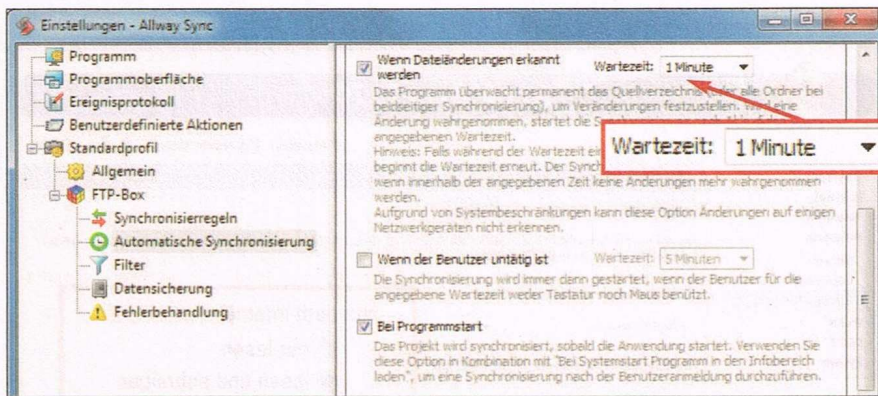 Einstellungen - Allway Sync
Programm
Programmoberfläche
Ereignisprotokoll
Benutzerdefinierte Aktionen
Standardprofil
Allgemein
FTP-Box
Synchronisierregeln
Automatische Synchronisierung
Filter
Datensicherung
Fehlerbehandlung
Wenn Dateiänderungen erkannt werden Wartezeit: 1 Minute
Das Programm überwacht permanent das Quellverzeichnis (oder alle Ordner bei
beidseitiger Synchronisierung), um Veränderungen festzustellen. Wird eine
Änderung wahrgenommen, startet die
angegebenen Wartezeit.
Hinweis: Falls während der Wartezeit
beginnt die Wartezeit erneut. Der
wenn innerhalb der angegebenen Zeit keine Änderungen mehr wahrgenommen
werden.
Aufgrund von Systembeschränkungen kann diese Option Änderungen auf einigen
Netzwerkgeräten nicht erkennen.
Wartezeit: 1 Minute
Wenn der Benutzer untätig ist Wartezeit: 5 Minuten
Die Synchronisierung wird immer dann gestartet, wenn der Benutzer für die
angegebene Wartezeit weder Tastatur noch Maus benützt.
Bei Programmstart
Das Projekt wird synchronisiert, sobald die Anwendung startet. Verwenden Sie
diese Option in Kombination mit "Bei Systemstart Programm in den Infobereich
laden", um eine Synchronisierung nach der Benutzeranmeldung durchzuführen.